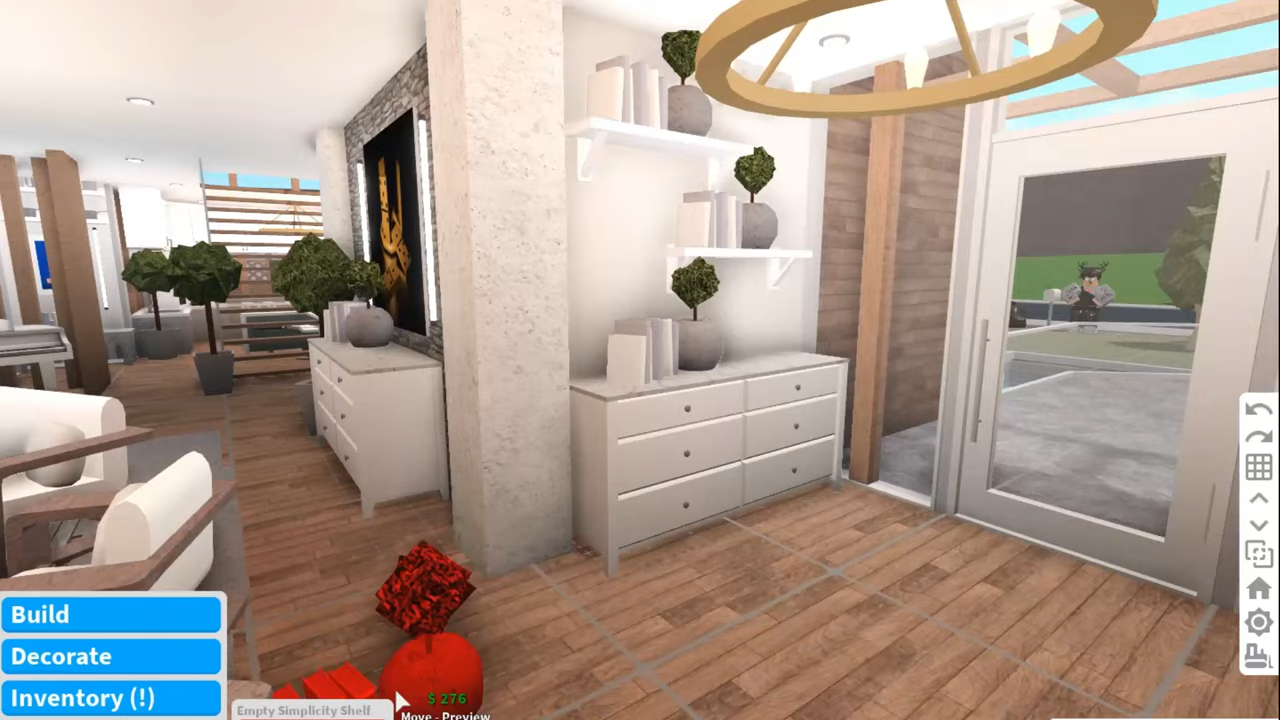 Build
Decorate
Inventory (!)
Empty Simplicity Shelf
$ 276
Move - Preview